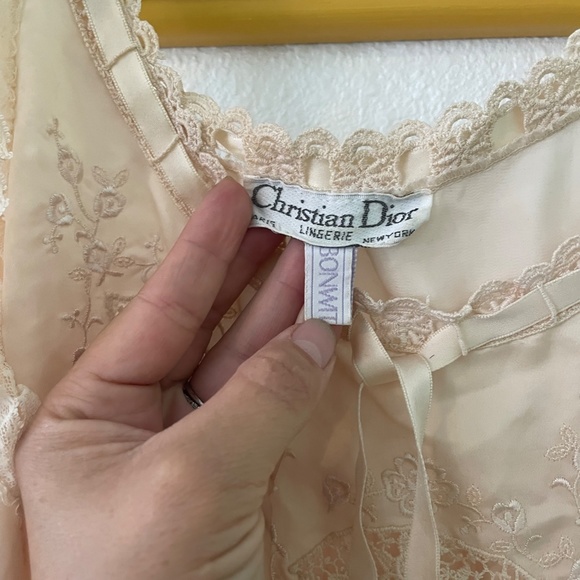 Christian Dior
PARIS LINGERIE NEW YORK
BONWIT